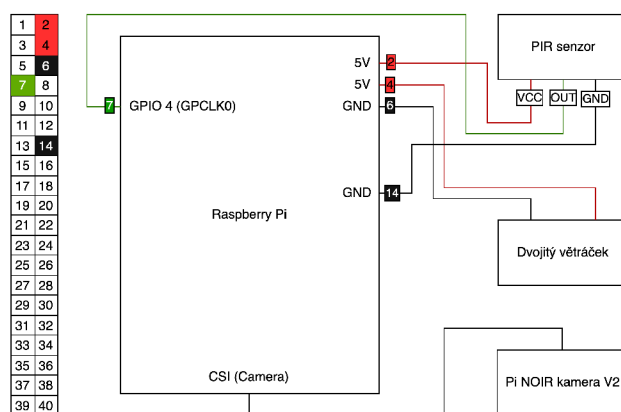 1 2
3 4
5 6
7 8
9 10
11 12
13 14
15 16
17 18
19 20
21 22
23 24
25 26
27 28
29 30
31 32
33 34
35 36
37 38
39 40
7 GPIO 4 (GPCLK0)
5V 2
5V 4
GND 6
GND 14
Raspberry Pi
CSI (Camera)
PIR senzor
VCC OUT GND
Dvojitý větráček
Pi NOIR kamera V2